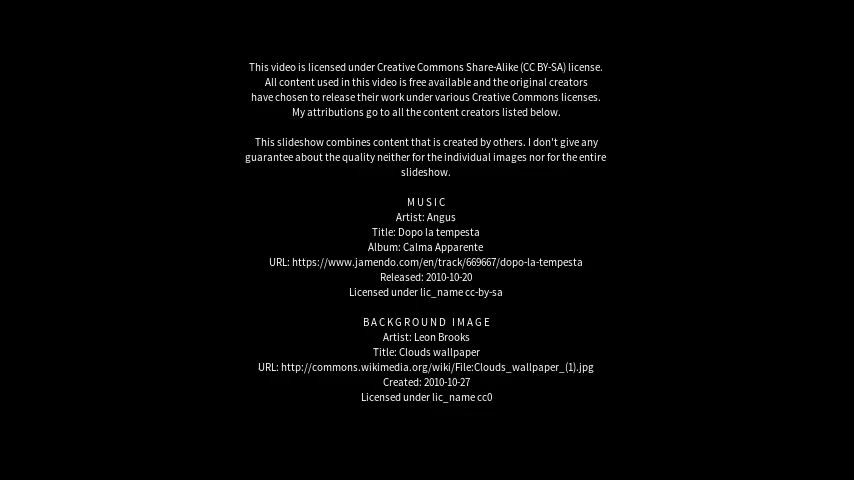 This video is licensed under Creative Commons Share-Alike (CC BY-SA) license.
All content used in this video is free available and the original creators
have chosen to release their work under various Creative Commons licenses.
My attributions go to all the content creators listed below.
This slideshow combines content that is created by others. I don't give any
guarantee about the quality neither for the individual images nor for the entire
slideshow.
MUSIC
Artist: Angus
Title: Dopo la tempesta
Album: Calma Apparente
URL: https://www.jamendo.com/en/track/669667/dopo-la-tempesta
Released: 2010-10-20
Licensed under lic_name cc-by-sa
BACKGROUND IMAGE
Artist: Leon Brooks
Title: Clouds wallpaper
URL: http://commons.wikimedia.org/wiki/File:Clouds_wallpaper_(1).jpg
Created: 2010-10-27
Licensed under lic_name cc0